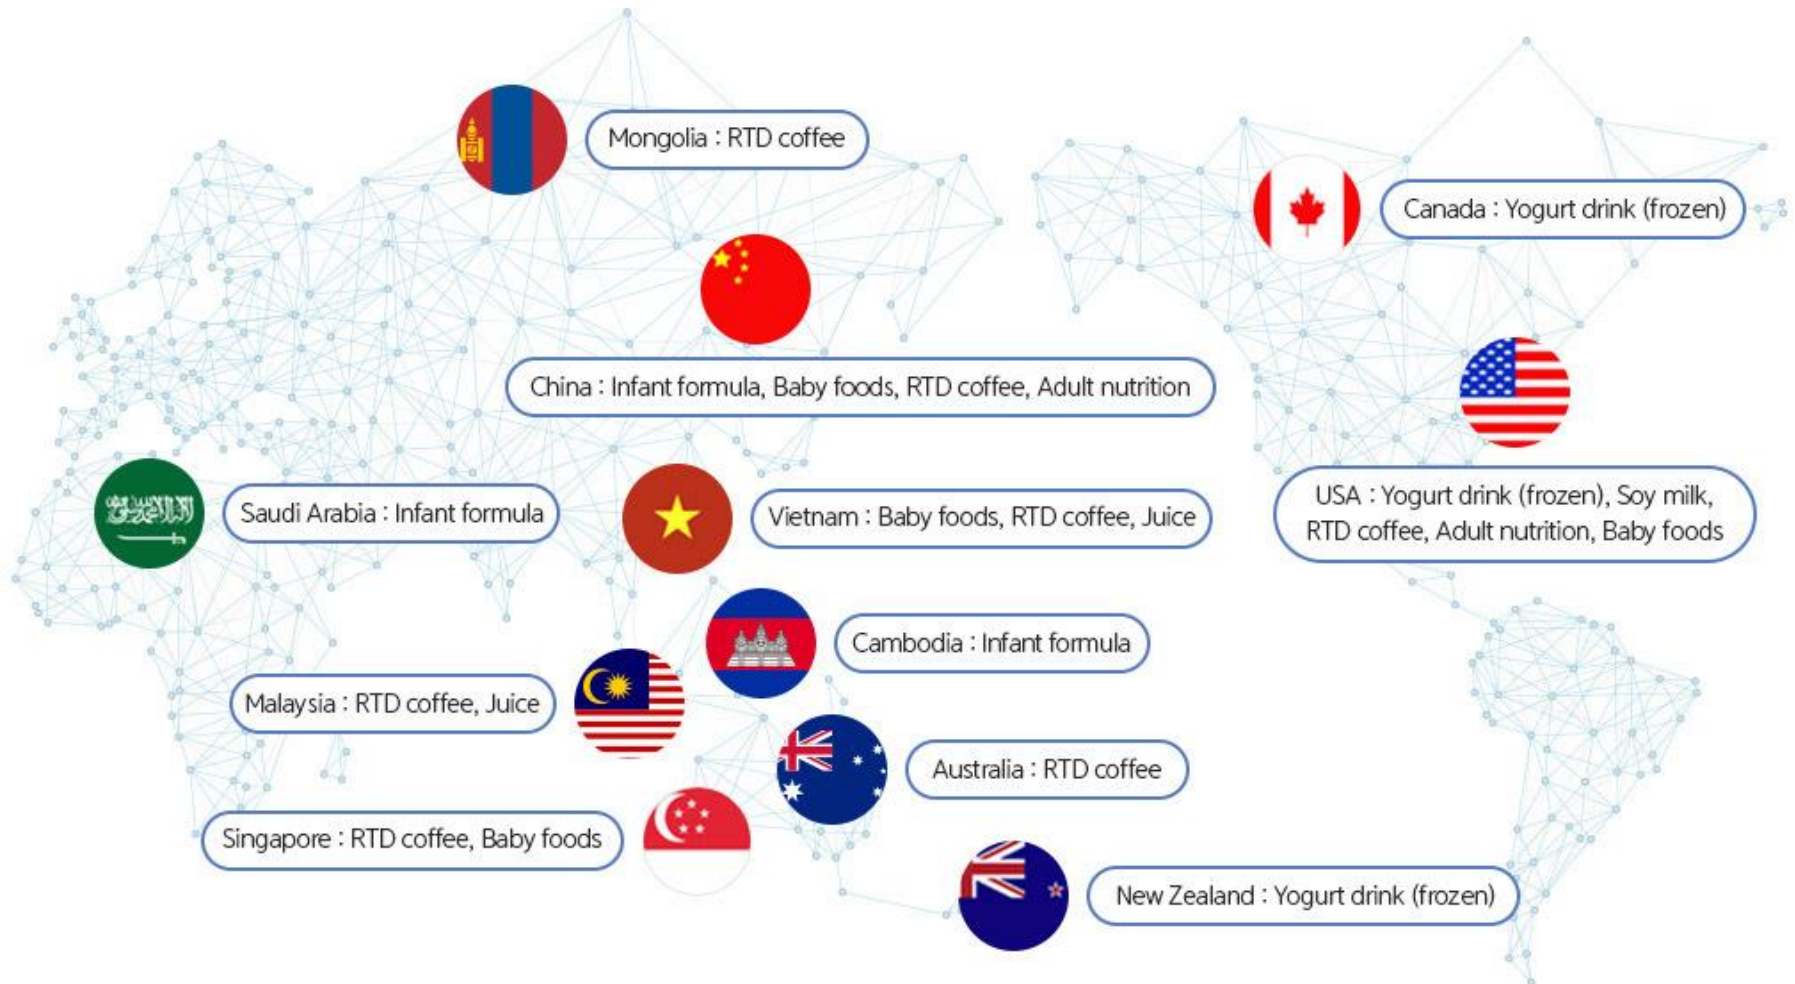 Mongolia : RTD coffee
Canada : Yogurt drink (frozen)
China : Infant formula, Baby foods, RTD coffee, Adult nutrition
Saudi Arabia : Infant formula
Vietnam : Baby foods, RTD coffee, Juice
USA : Yogurt drink (frozen), Soy milk,
RTD coffee, Adult nutrition, Baby foods
Cambodia : Infant formula
Malaysia : RTD coffee, Juice
Australia : RTD coffee
Singapore : RTD coffee, Baby foods
New Zealand : Yogurt drink (frozen)